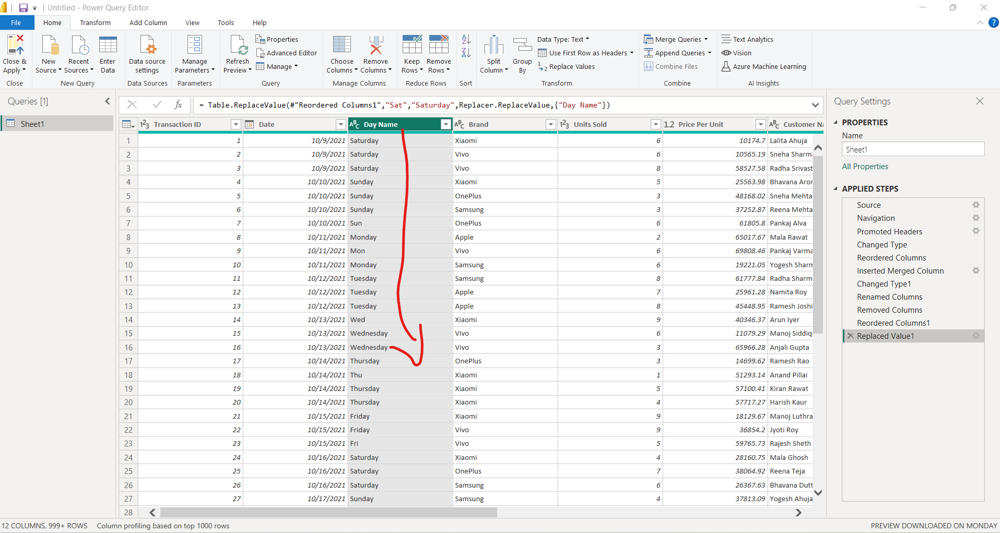 Untitled - Power Query Editor
File Home Transform Add Column View Tools Help
Close & Apply New Source Recent Sources Enter Data Data source settings Manage Parameters Refresh Preview Properties Advanced Editor Manage Choose Columns Remove Columns Keep Rows Remove Rows Split Column Group By Data Type: Text Use First Row as Headers Replace Values Merge Queries Append Queries Combine Files Text Analytics Vision Azure Machine Learning
Close New Query Data Sources Parameters Query Manage Columns Reduce Rows Sort Transform Combine AI Insights
Queries [1]
Sheet1
= Table.ReplaceValue(#"Reordered Columns1","Sat","Saturday",Replacer.ReplaceValue,{"Day Name"})
Transaction ID Date Day Name Brand Units Sold Price Per Unit Customer Na
1 1 10/9/2021 Saturday Xiaomi 6 10174.7 Lalita Ahuja
2 2 10/9/2021 Saturday Vivo 6 10565.19 Sneha Sharma
3 3 10/9/2021 Saturday Vivo 8 58527.58 Radha Srivast
4 4 10/10/2021 Sunday Xiaomi 5 25563.98 Bhavana Aror
5 5 10/10/2021 Sunday OnePlus 3 48168.02 Sneha Mehta
6 6 10/10/2021 Sunday Samsung 3 37252.87 Reena Mehta
7 7 10/10/2021 Sun OnePlus 6 61805.8 Pankaj Alva
8 8 10/11/2021 Monday Apple 2 65017.67 Mala Rawat
9 9 10/11/2021 Mon Vivo 6 69808.46 Pankaj Varma
10 10 10/11/2021 Monday Samsung 6 19221.05 Yogesh Sharm
11 11 10/12/2021 Tuesday Samsung 8 61777.84 Radha Sharm
12 12 10/12/2021 Tuesday Apple 7 25961.28 Namita Roy
13 13 10/12/2021 Tuesday Apple 8 45448.95 Ramesh Joshi
14 14 10/13/2021 Wed Xiaomi 9 40346.37 Arun Iyer
15 15 10/13/2021 Wednesday Vivo 6 11079.29 Manoj Siddiq
16 16 10/13/2021 Wednesday Vivo 3 65966.28 Anjali Gupta
17 17 10/14/2021 Thursday OnePlus 3 14699.62 Ramesh Rao
18 18 10/14/2021 Thu Xiaomi 1 51293.14 Anand Pillai
19 19 10/14/2021 Thursday Xiaomi 5 57100.41 Kiran Rawat
20 20 10/14/2021 Thursday Xiaomi 4 57717.27 Harish Kaur
21 21 10/15/2021 Friday Xiaomi 9 18129.67 Manoj Luthra
22 22 10/15/2021 Friday Vivo 9 36854.2 Jyoti Roy
23 23 10/15/2021 Fri Vivo 5 59765.73 Rajesh Sheth
24 24 10/16/2021 Saturday Xiaomi 4 28160.75 Mala Ghosh
25 25 10/16/2021 Saturday OnePlus 7 38064.92 Reena Teja
26 26 10/16/2021 Saturday Samsung 6 26367.63 Bhavana Dutt
27 27 10/17/2021 Sunday Samsung 4 37813.09 Yogesh Ahuja
28
Query Settings
PROPERTIES
Name
Sheet1
All Properties
APPLIED STEPS
Source
Navigation
Promoted Headers
Changed Type
Reordered Columns
Inserted Merged Column
Changed Type1
Renamed Columns
Removed Columns
Reordered Columns1
Replaced Value1
12 COLUMNS, 999+ ROWS Column profiling based on top 1000 rows PREVIEW DOWNLOADED ON MONDAY